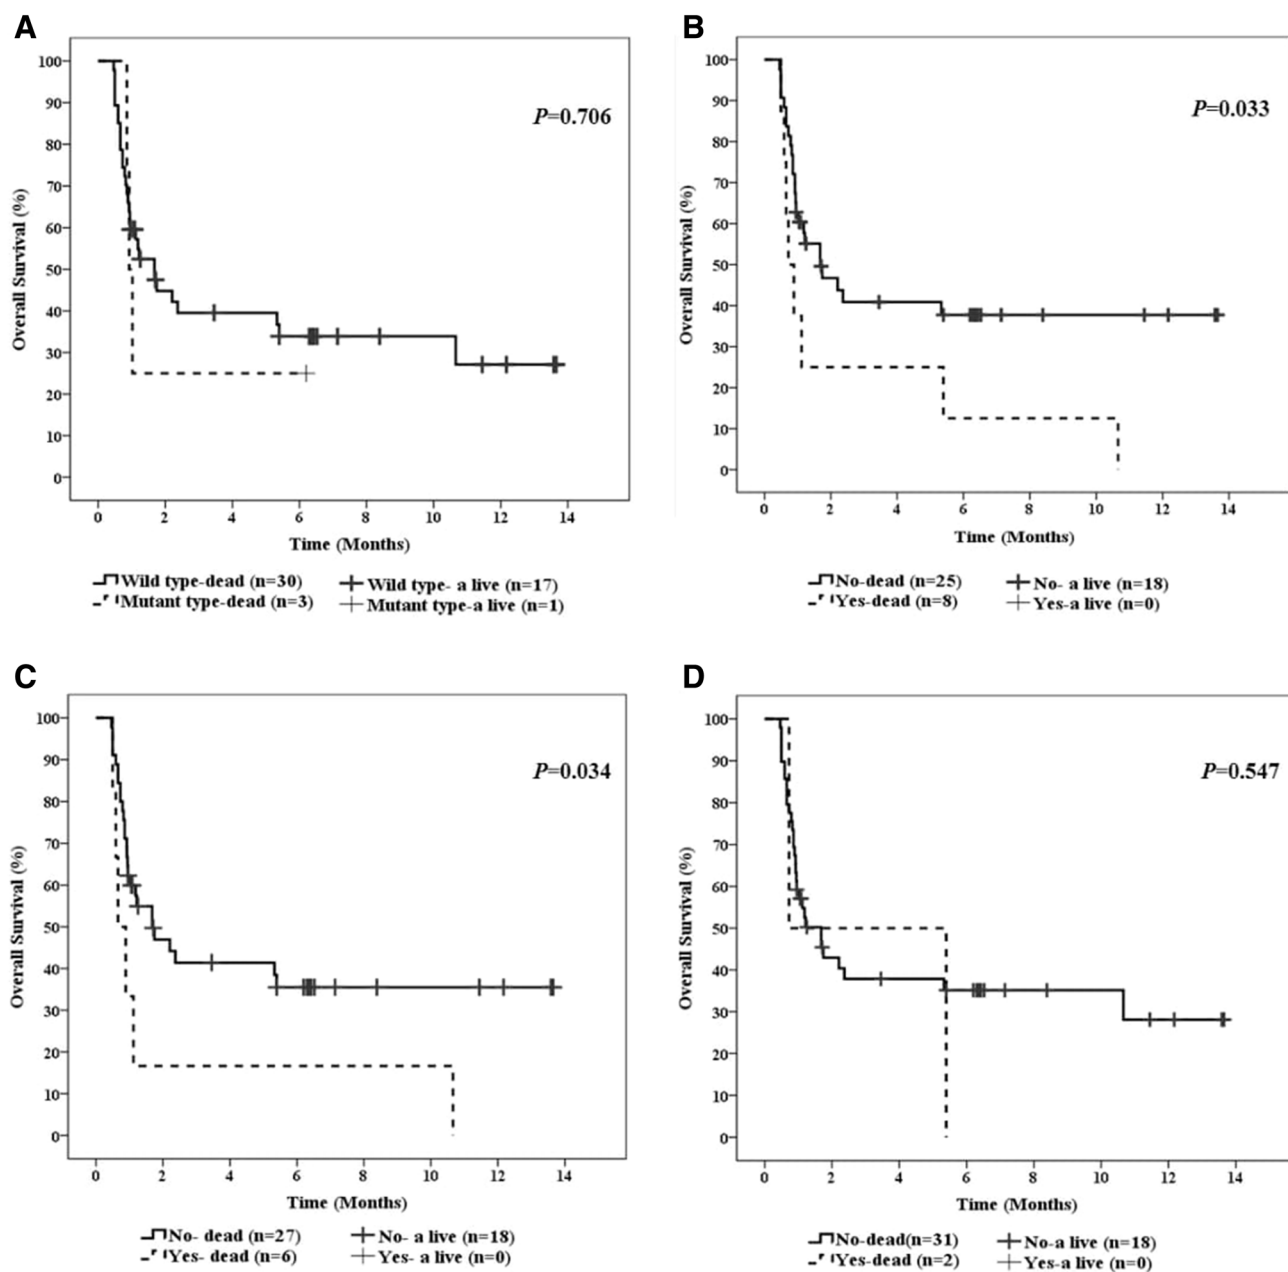 A
100
90
80
70
60
50
40
30
20
10
0
Overall Survival (%)
P=0.706
0 2 4 6 8 10 12 14
Time (Months)
Wild type-dead (n=30) Wild type- a live (n=17)
Mutant type-dead (n=3) Mutant type-a live (n=1)
B
100
90
80
70
60
50
40
30
20
10
0
Overall Survival (%)
P=0.033
0 2 4 6 8 10 12 14
Time (Months)
No-dead (n=25) No- a live (n=18)
Yes-dead (n=8) Yes-a live (n=0)
C
100
90
80
70
60
50
40
30
20
10
0
Overall Survival (%)
P=0.034
0 2 4 6 8 10 12 14
Time (Months)
No- dead (n=27) No- a live (n=18)
Yes- dead (n=6) Yes- a live (n=0)
D
100
90
80
70
60
50
40
30
20
10
0
Overall Survival (%)
P=0.547
0 2 4 6 8 10 12 14
Time (Months)
No-dead(n=31) No-a live (n=18)
Yes-dead (n=2) Yes-a live (n=0)